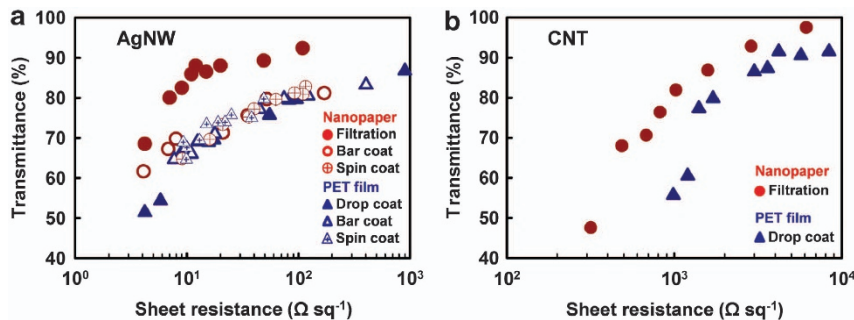 a
AgNW
Transmittance (%)
100
90
80
70
60
50
40
Nanopaper
Filtration
Bar coat
Spin coat
PET film
Drop coat
Bar coat
Spin coat
10⁰ 10¹ 10² 10³
Sheet resistance (Ω sq⁻¹)
b
CNT
Transmittance (%)
100
90
80
70
60
50
40
Nanopaper
Filtration
PET film
Drop coat
10² 10³ 10⁴
Sheet resistance (Ω sq⁻¹)